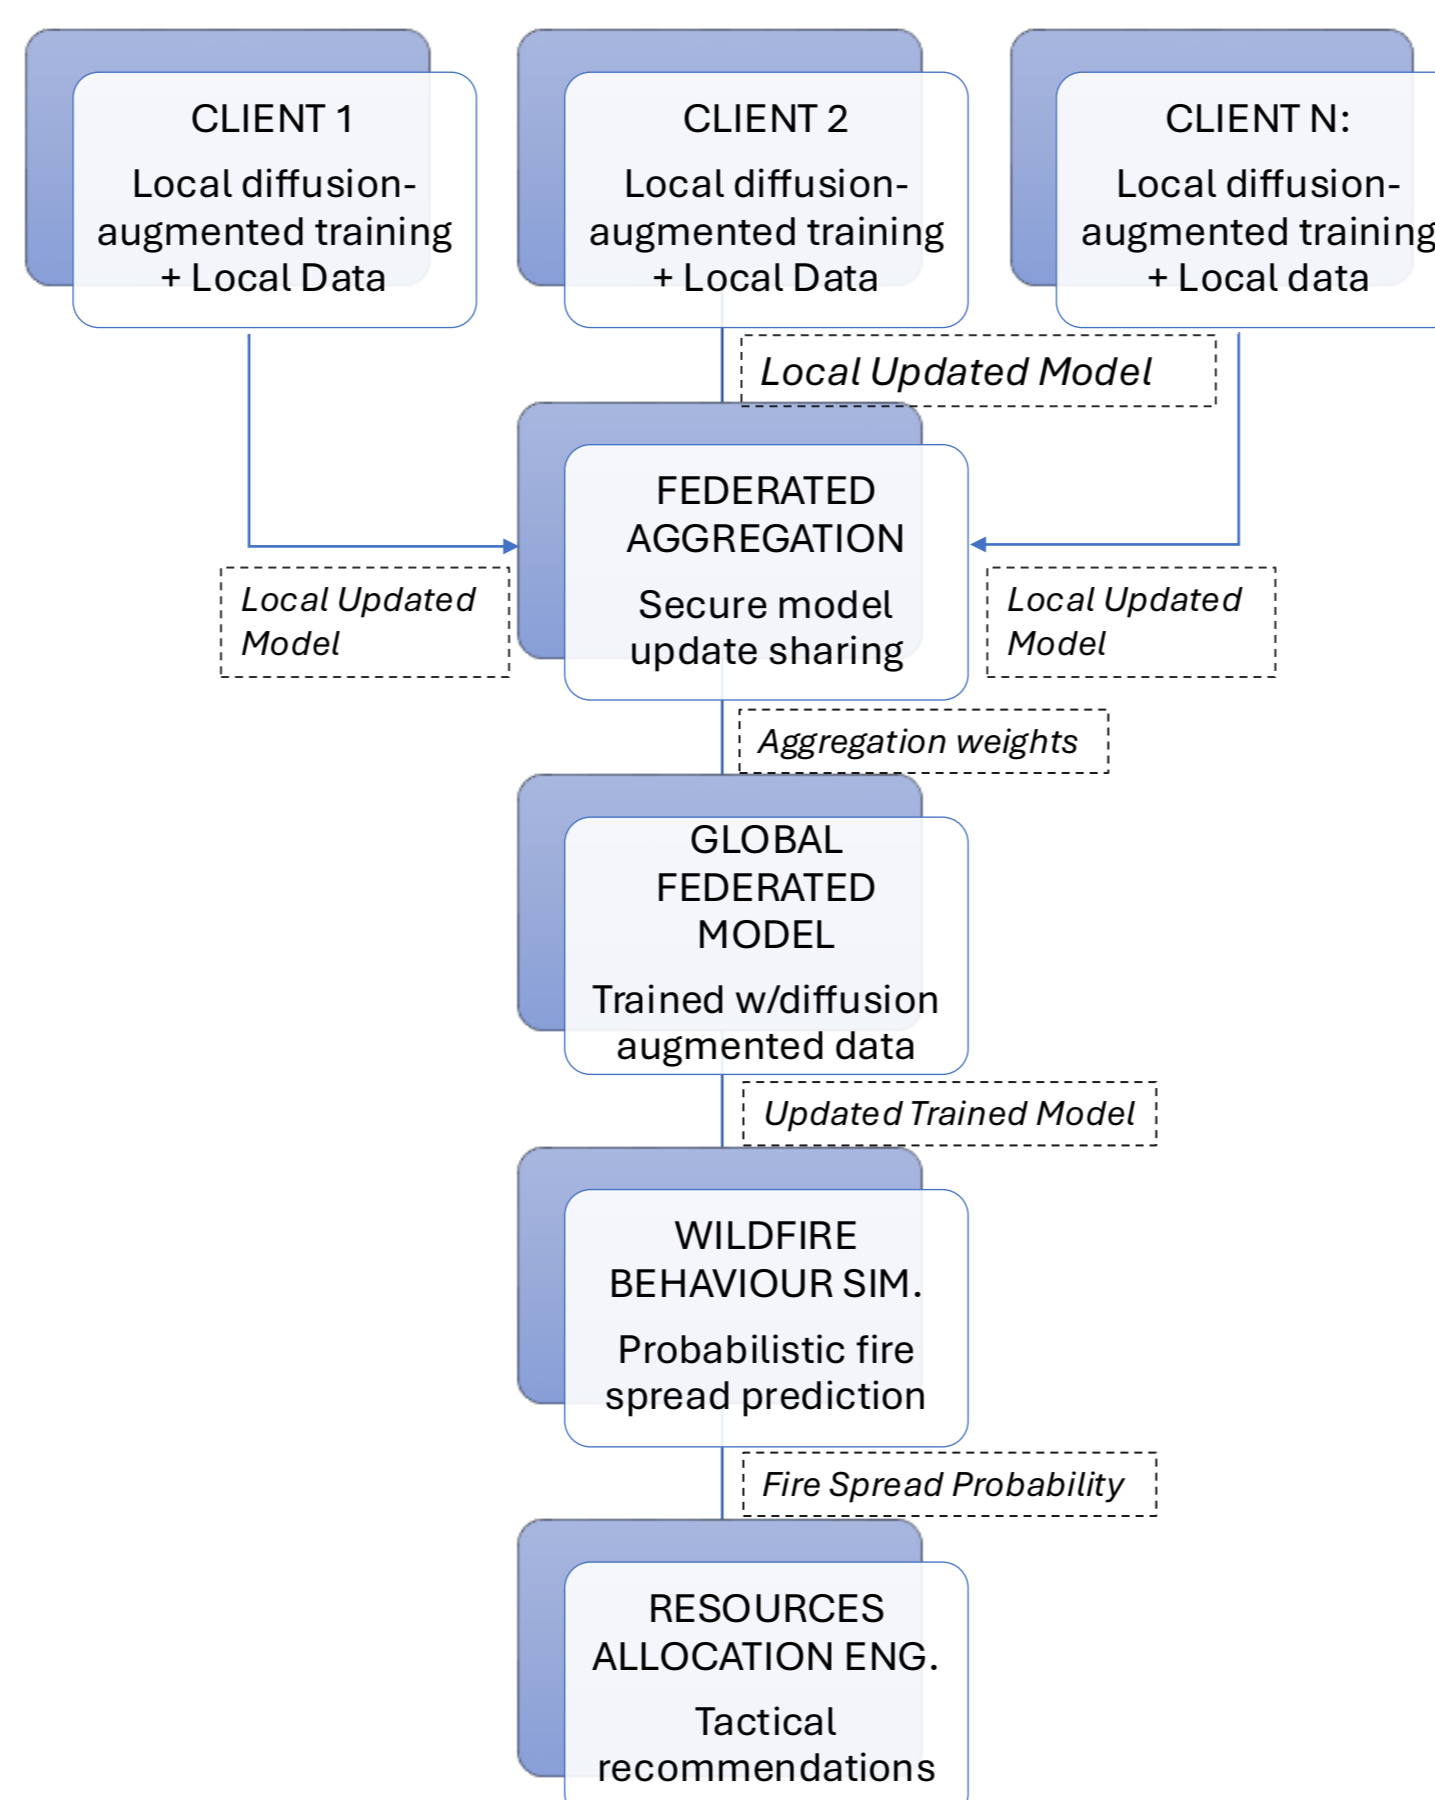 CLIENT 1
Local diffusion-
augmented training
+ Local Data
CLIENT 2
Local diffusion-
augmented training
+ Local Data
CLIENT N:
Local diffusion-
augmented training
+ Local data
Local Updated Model
FEDERATED
AGGREGATION
Secure model
update sharing
Local Updated
Model
Local Updated
Model
Aggregation weights
GLOBAL
FEDERATED
MODEL
Trained w/diffusion
augmented data
Updated Trained Model
WILDFIRE
BEHAVIOUR SIM.
Probabilistic fire
spread prediction
Fire Spread Probability
RESOURCES
ALLOCATION ENG.
Tactical
recommendations